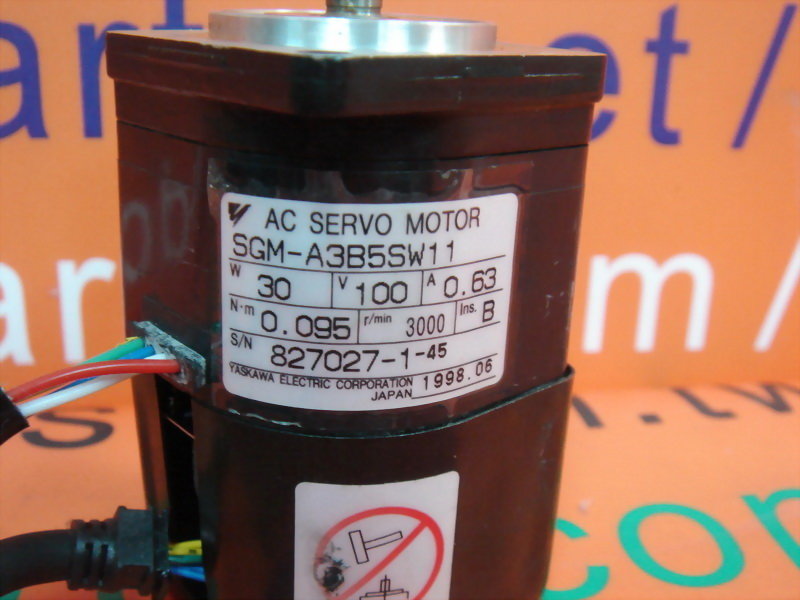 AC SERVO MOTOR
SGM-A3B5SW11
W 30 V 100 A 0.63
N·m 0.095 r/min 3000 Ins. B
S/N 827027-1-45
YASKAWA ELECTRIC CORPORATION 1998.06
JAPAN